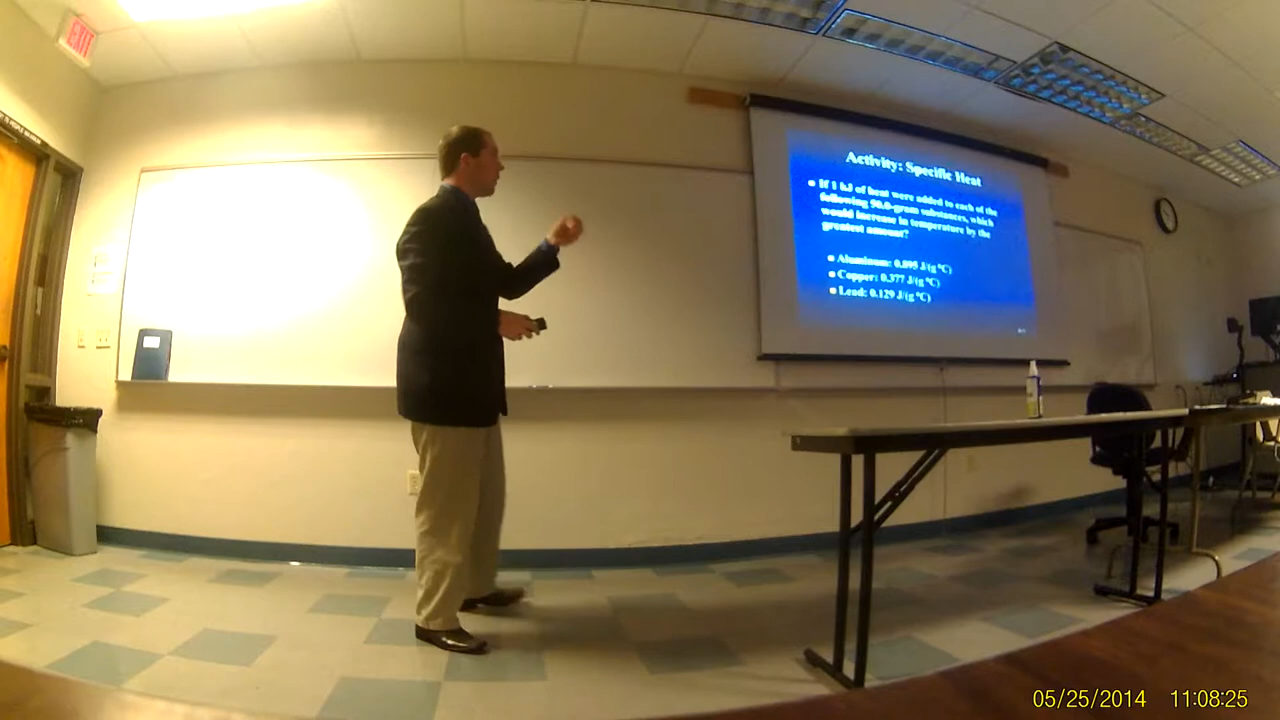 EXIT
Activity: Specific Heat
If 1 kJ of heat were added to each of the
following 50.0-gram substances, which
would increase in temperature by the
greatest amount?
Aluminum: 0.895 J/(g °C)
Copper: 0.377 J/(g °C)
Lead: 0.129 J/(g °C)
05/25/2014 11:08:25